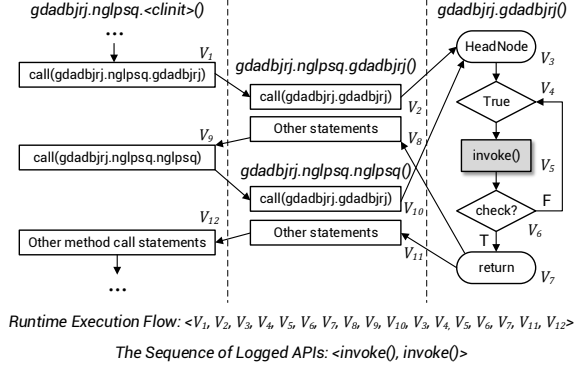 gdadbjrj.nglpsq.<clinit>()
...
V1
call(gdadbjrj.nglpsq.gdadbjrj)
V9
call(gdadbjrj.nglpsq.nglpsq)
V12
Other method call statements
...
gdadbjrj.nglpsq.gdadbjrj()
call(gdadbjrj.gdadbjrj)
V2
Other statements
V8
gdadbjrj.nglpsq.nglpsq()
call(gdadbjrj.gdadbjrj)
V10
Other statements
V11
gdadbjrj.gdadbjrj()
HeadNode
V3
V4
True
invoke()
V5
check?
F
V6
T
return
V7
Runtime Execution Flow: <V1, V2, V3, V4, V5, V6, V7, V8, V9, V10, V3, V4, V5, V6, V7, V11, V12>
The Sequence of Logged APIs: <invoke(), invoke()>